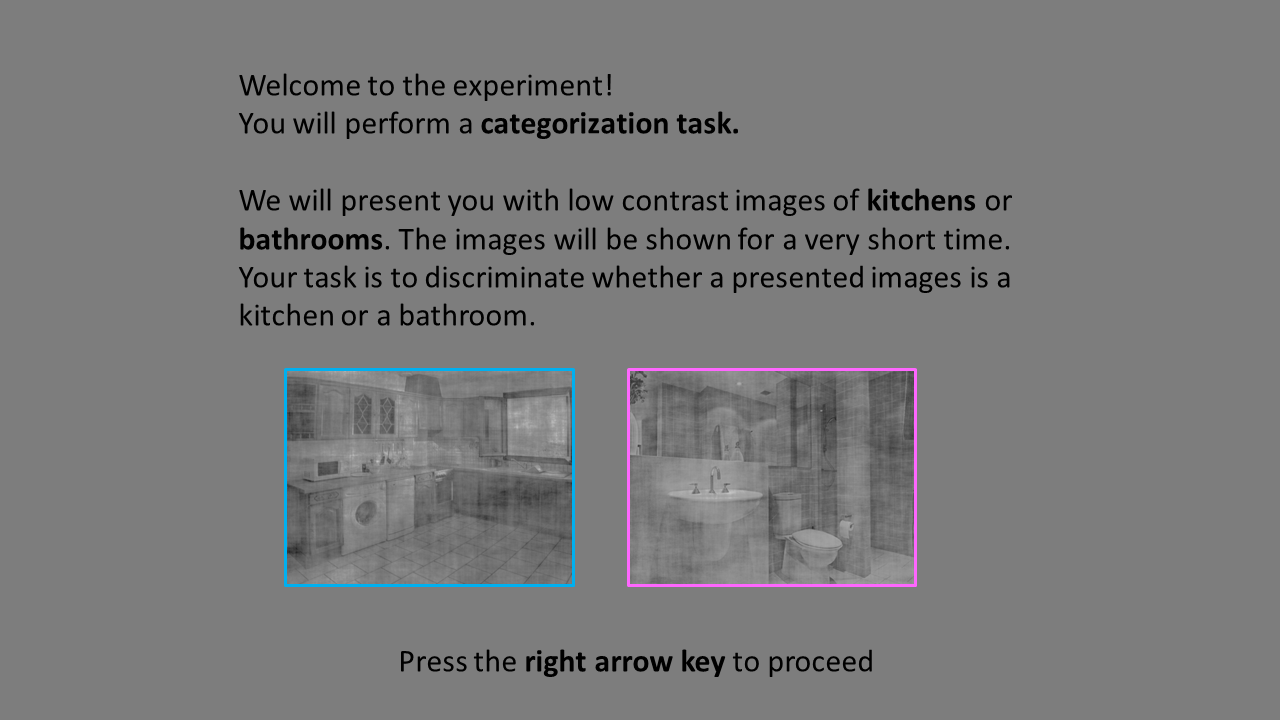 Welcome to the experiment!
You will perform a categorization task.
We will present you with low contrast images of kitchens or
bathrooms. The images will be shown for a very short time.
Your task is to discriminate whether a presented images is a
kitchen or a bathroom.
Press the right arrow key to proceed